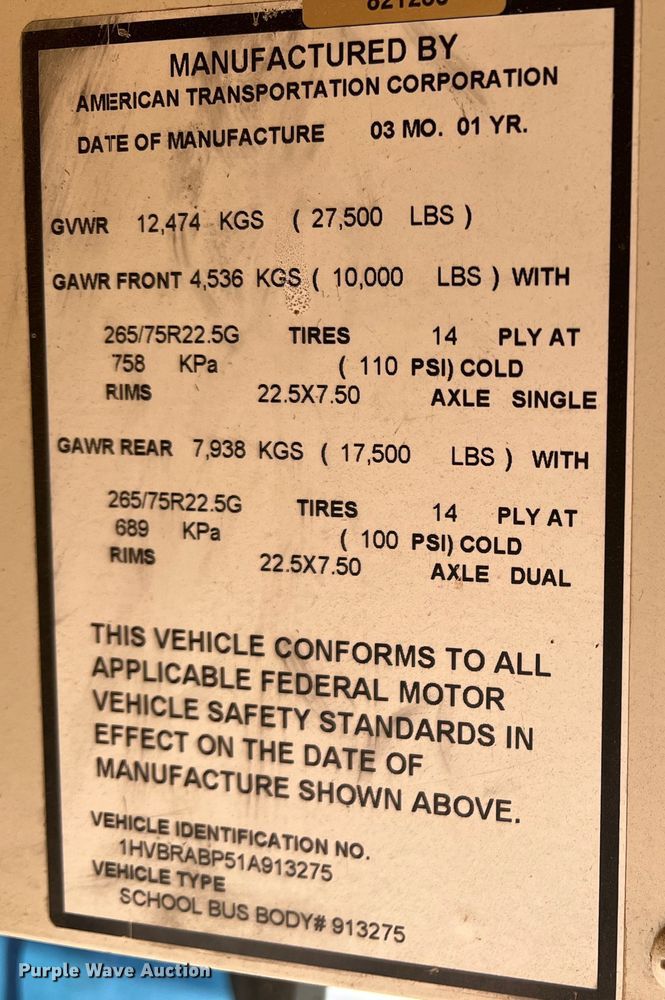 MANUFACTURED BY
AMERICAN TRANSPORTATION CORPORATION
DATE OF MANUFACTURE 03 MO. 01 YR.
GVWR 12,474 KGS ( 27,500 LBS )
GAWR FRONT 4,536 KGS ( 10,000 LBS ) WITH
265/75R22.5G TIRES 14 PLY AT
758 KPa ( 110 PSI) COLD
RIMS 22.5X7.50 AXLE SINGLE
GAWR REAR 7,938 KGS ( 17,500 LBS ) WITH
265/75R22.5G TIRES 14 PLY AT
689 KPa ( 100 PSI) COLD
RIMS 22.5X7.50 AXLE DUAL
THIS VEHICLE CONFORMS TO ALL
APPLICABLE FEDERAL MOTOR
VEHICLE SAFETY STANDARDS IN
EFFECT ON THE DATE OF
MANUFACTURE SHOWN ABOVE.
VEHICLE IDENTIFICATION NO.
1HVBRABP51A913275
VEHICLE TYPE
SCHOOL BUS BODY# 913275
Purple Wave Auction